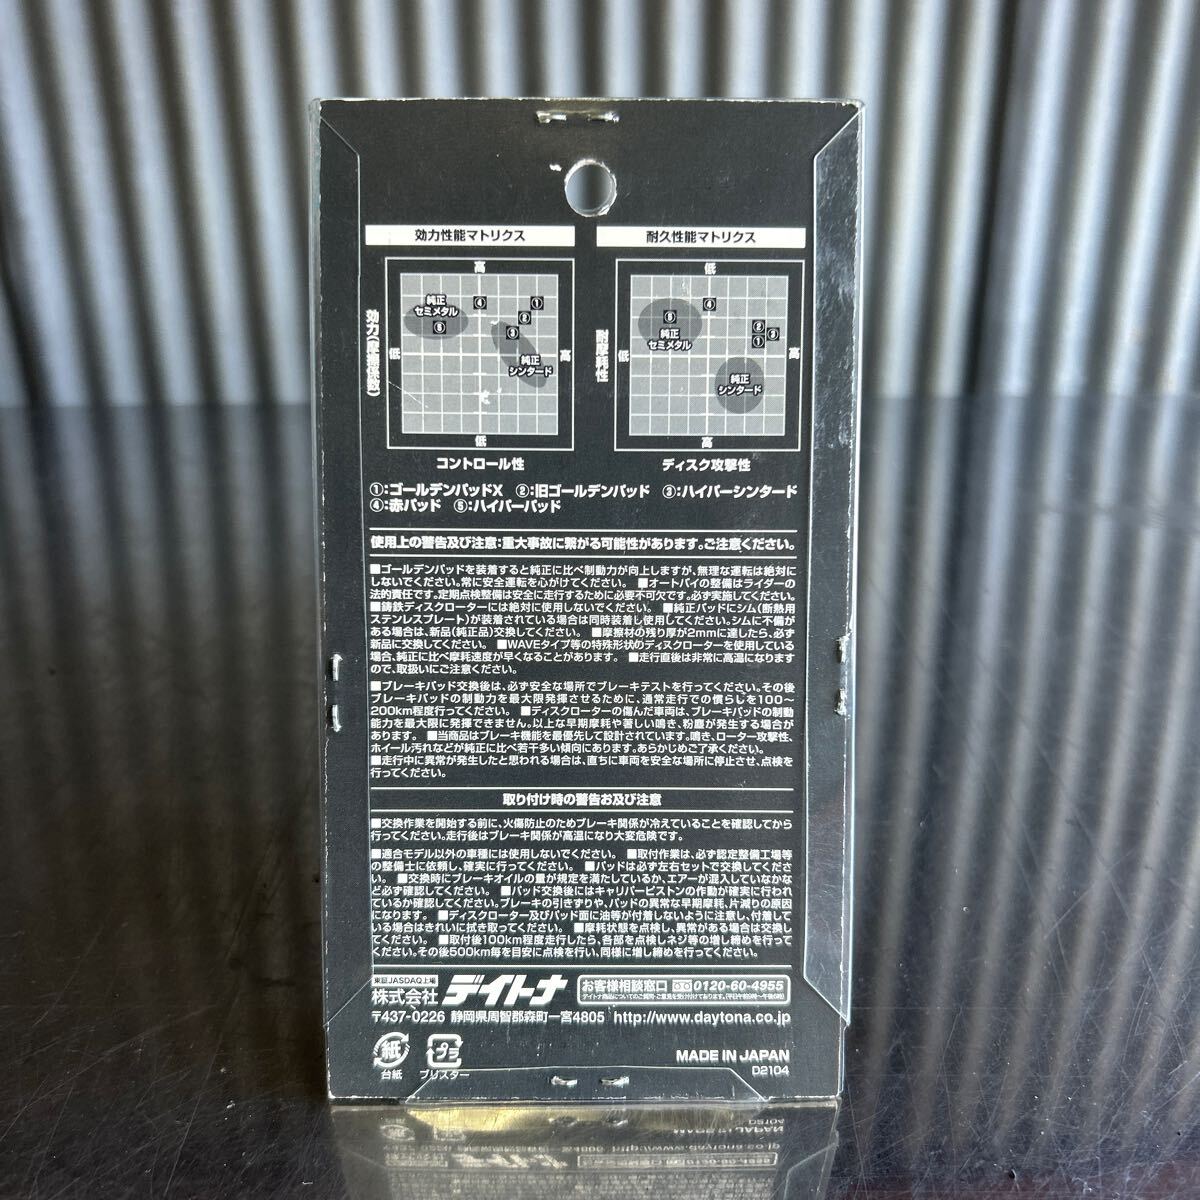 効力性能マトリクス
高
純正
セミメタル
④
①
②
⑤
③
純正
シンタード
低
高
効力(摩擦係数)
低
コントロール性
耐久性能マトリクス
低
⑤
④
純正
セミメタル
②
③
①
純正
シンタード
低
高
耐摩耗性
高
ディスク攻撃性
①:ゴールデンパッドX ②:旧ゴールデンパッド ③:ハイパーシンタード
④:赤パッド ⑤:ハイパーパッド
使用上の警告及び注意:重大事故に繋がる可能性があります。ご注意ください。
■ゴールデンパッドを装着すると純正に比べ制動力が向上しますが、無理な運転は絶対に
しないでください。常に安全運転を心がけてください。 ■オートバイの整備はライダーの
法的責任です。定期点検整備は安全に走行するために必要不可欠です。必ず実施してください。
■鋳鉄ディスクローターには絶対に使用しないでください。 ■純正パッドにシム(断熱用
ステンレスプレート)が装着されている場合は同時装着し使用してください。シムに不備が
ある場合は、新品(純正品)交換してください。 ■摩擦材の残り厚が2mmに達したら、必ず
新品に交換してください。 ■WAVEタイプ等の特殊形状のディスクローターを使用している
場合、純正に比べ摩耗速度が早くなることがあります。 ■走行直後は非常に高温になります
ので、取扱いにご注意ください。
■ブレーキパッド交換後は、必ず安全な場所でブレーキテストを行ってください。その後
ブレーキパッドの制動力を最大限発揮させるために、通常走行での慣らしを100〜
200km程度行ってください。 ■ディスクローターの傷んだ車両は、ブレーキパッドの制動
能力を最大限に発揮できません。以上な早期摩耗や著しい鳴き、粉塵が発生する場合が
あります。 ■当商品はブレーキ機能を最優先して設計されています。鳴き、ローター攻撃性、
ホイール汚れなどが純正に比べ若干多い傾向にあります。あらかじめご了承ください。
■走行中に異常が発生したと思われる場合は、直ちに車両を安全な場所に停止させ、点検を
行ってください。
取り付け時の警告お及び注意
■交換作業を開始する前に、火傷防止のためブレーキ関係が冷えていることを確認してから
行ってください。走行後はブレーキ関係が高温になり大変危険です。
■適合モデル以外の車種には使用しないでください。 ■取付作業は、必ず認定整備工場等
の整備士に依頼し、確実に行ってください。 ■パッドは必ず左右セットで交換してくださ
い。 ■交換時にブレーキオイルの量が規定を満たしているか、エアーが混入していなかな
ど必ず確認してください。 ■パッド交換後にはキャリパーピストンの作動が確実に行われ
ているか確認してください。ブレーキの引きずりや、パッドの異常な早期摩耗、片減りの原因
になります。 ■ディスクローター及びパッド面に油等が付着しないように注意し、付着して
いる場合はきれいに拭き取ってください。 ■摩耗状態を点検し、異常がある場合は交換し
てください。 ■取付後100km程度走行したら、各部を点検しネジ等の増し締めを行って
ください。その後500km毎を目安に点検を行い、同様に増し締めを行ってください。
東証JASDAQ上場
株式会社 デイトナ
お客様相談窓口 0120-60-4955
デイトナ商品についてのご質問・ご意見を受け付けております。(平日午前9時〜午後6時)
〒437-0226 静岡県周智郡森町一宮4805 http://www.daytona.co.jp
紙
台紙
プラ
ブリスター
MADE IN JAPAN
D2104